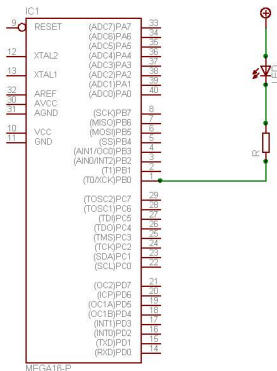 IC1
9 RESET (ADC7)PA7 33
(ADC6)PA6 34
(ADC5)PA5 35
12 XTAL2 (ADC4)PA4 36
(ADC3)PA3 37
13 XTAL1 (ADC2)PA2 38
(ADC1)PA1 39
32 AREF (ADC0)PA0 40
30 AVCC
31 AGND (SCK)PB7 8
(MISO)PB6 7
10 VCC (MOSI)PB5 6
11 GND (SS)PB4 5
(AIN1/OC0)PB3 4
(AIN0/INT2)PB2 3
(T1)PB1 2
(T0/XCK)PB0 1
(TOSC2)PC7 29
(TOSC1)PC6 28
(TDI)PC5 27
(TDO)PC4 26
(TMS)PC3 25
(TCK)PC2 24
(SDA)PC1 23
(SCL)PC0 22
(OC2)PD7 21
(ICP)PD6 20
(OC1A)PD5 19
(OC1B)PD4 18
(INT1)PD3 17
(INT0)PD2 16
(TXD)PD1 15
(RXD)PD0 14
MEGA16-P
R